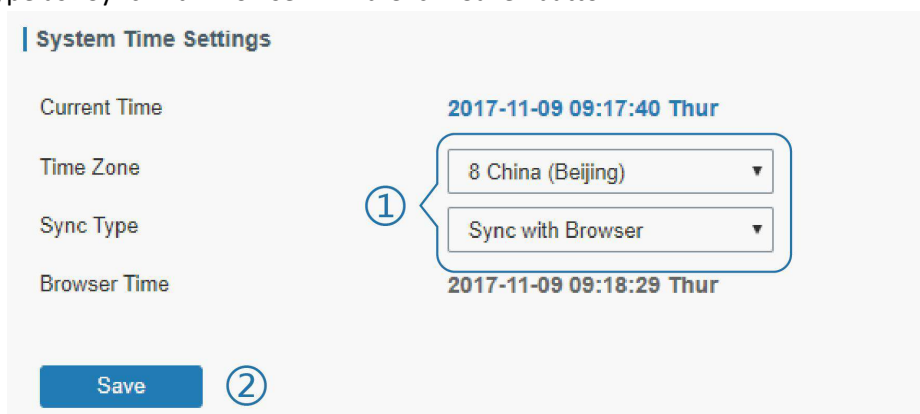 System Time Settings
Current Time 2017-11-09 09:17:40 Thur
Time Zone 8 China (Beijing)
①
Sync Type Sync with Browser
Browser Time 2017-11-09 09:18:29 Thur
Save ②